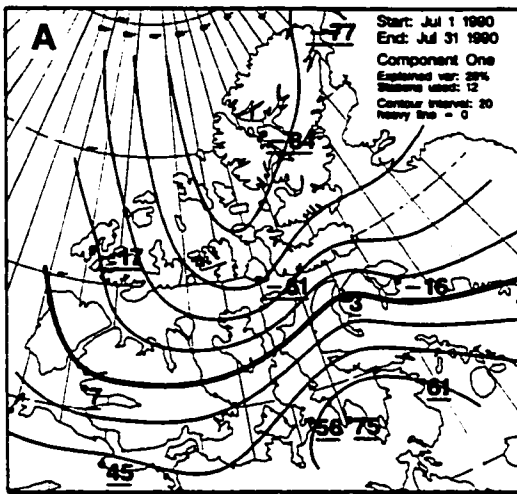 A
Start: Jul 1 1990
End: Jul 31 1990
Component One
Explained var: 28%
Stations used: 12
Contour interval: 20
heavy line = 0
-77
-84
-17
-61
-16
3
7
61
56 75
45